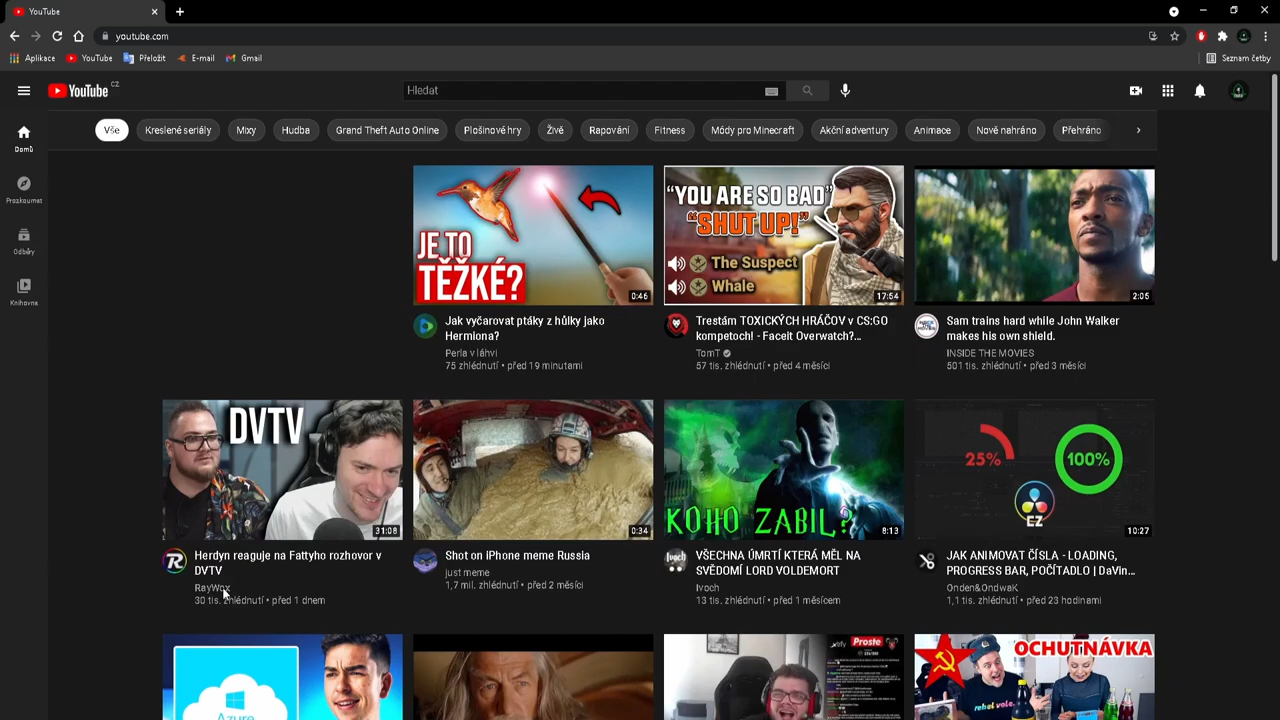 YouTube
youtube.com
Aplikace YouTube Přeložit E-mail Gmail Seznam četby
YouTube CZ
Hledat
Vše Kreslené seriály Mixy Hudba Grand Theft Auto Online Plošinové hry Živě Rapování Fitness Módy pro Minecraft Akční adventury Animace Nově nahráno Přehráno
Domů
Prozkoumat
Odběry
Knihovna
JE TO
TĚŽKÉ?
0:46
Jak vyčarovat ptáky z hůlky jako
Hermiona?
Perla v láhvi
75 zhlédnutí • před 19 minutami
"YOU ARE SO BAD"
"SHUT UP!"
The Suspect
Whale
17:54
Trestám TOXICKÝCH HRÁČOV v CS:GO
kompetoch! - Faceit Overwatch?...
TomT
57 tis. zhlédnutí • před 4 měsíci
2:05
Sam trains hard while John Walker
makes his own shield.
INSIDE THE MOVIES
501 tis. zhlédnutí • před 3 měsíci
DVTV
31:08
Herdyn reaguje na Fattyho rozhovor v
DVTV
RayWox
30 tis. zhlédnutí • před 1 dnem
0:34
Shot on iPhone meme Russia
just meme
1,7 mil. zhlédnutí • před 2 měsíci
KOHO ZABIL?
8:13
VŠECHNA ÚMRTÍ KTERÁ MĚL NA
SVĚDOMÍ LORD VOLDEMORT
Ivoch
13 tis. zhlédnutí • před 1 měsícem
25% 100%
EZ
10:27
JAK ANIMOVAT ČÍSLA - LOADING,
PROGRESS BAR, POČÍTADLO | DaVin...
Onden&OndwaK
1,1 tis. zhlédnutí • před 23 hodinami
Azure
Proste
OCHUTNÁVKA